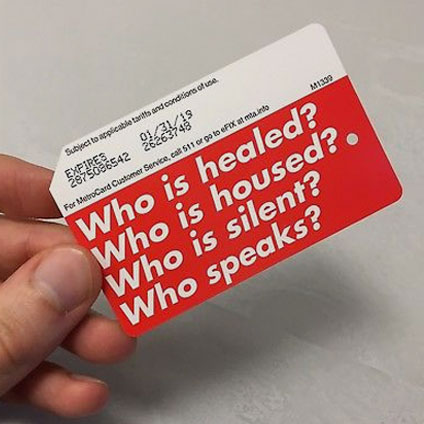 Subject to applicable tariffs and conditions of use.
M1339
EXPIRES 01/31/19
2875086542 26263749
For MetroCard Customer Service, call 511 or go to eFIX at mta.info
Who is healed?
Who is housed?
Who is silent?
Who speaks?